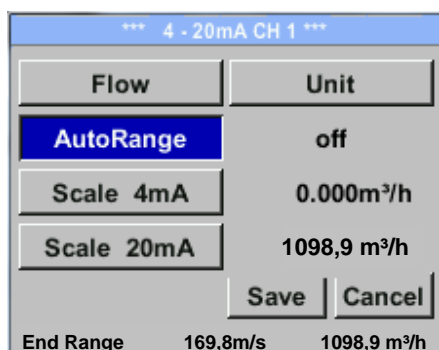 *** 4 - 20mA CH 1 ***
Flow Unit
AutoRange off
Scale 4mA 0.000m³/h
Scale 20mA 1098,9 m³/h
Save Cancel
End Range 169,8m/s 1098,9 m³/h